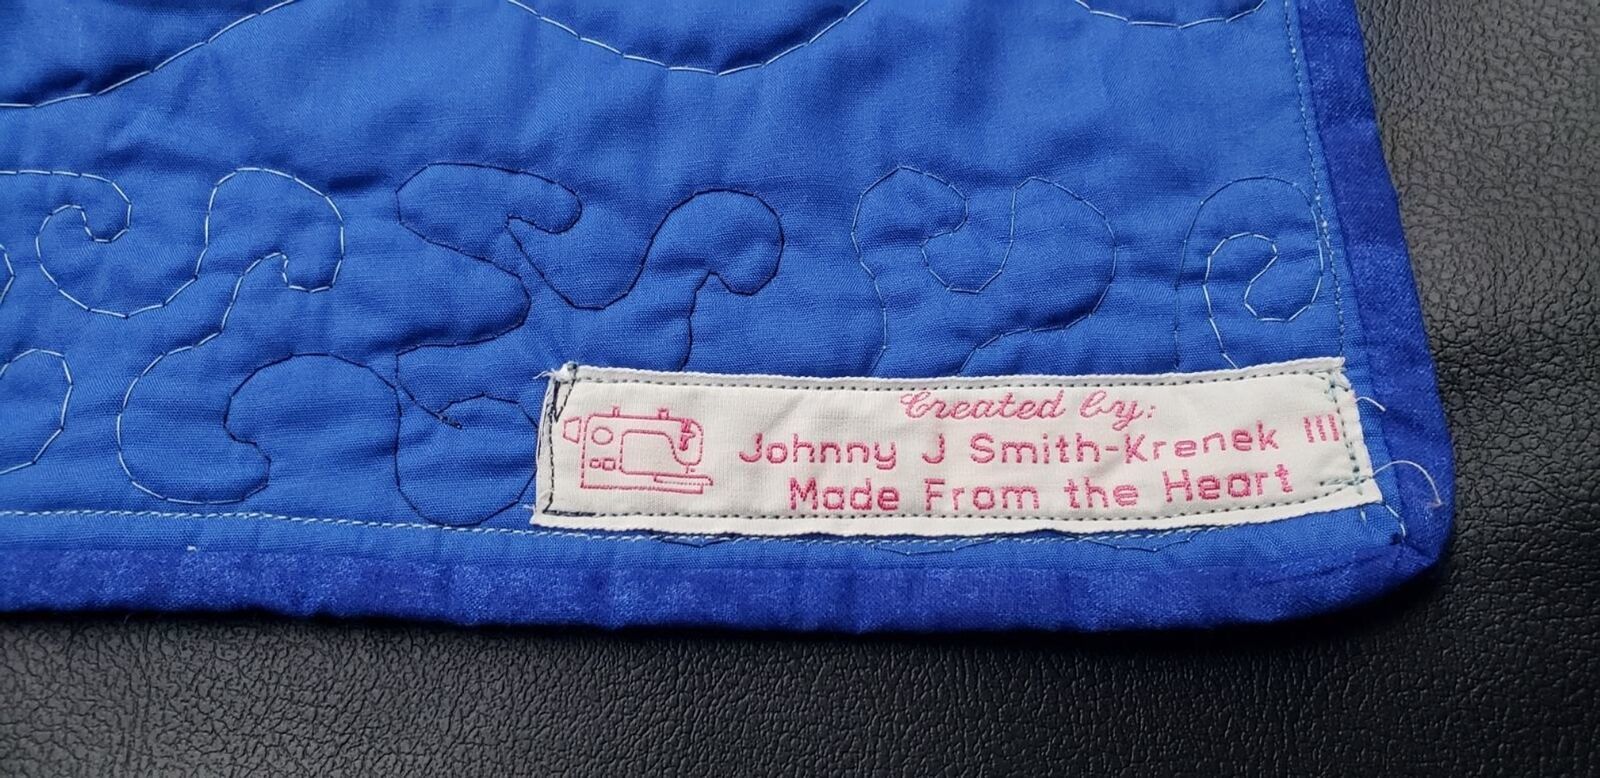 Created by:
Johnny J Smith-Krenek III
Made From the Heart